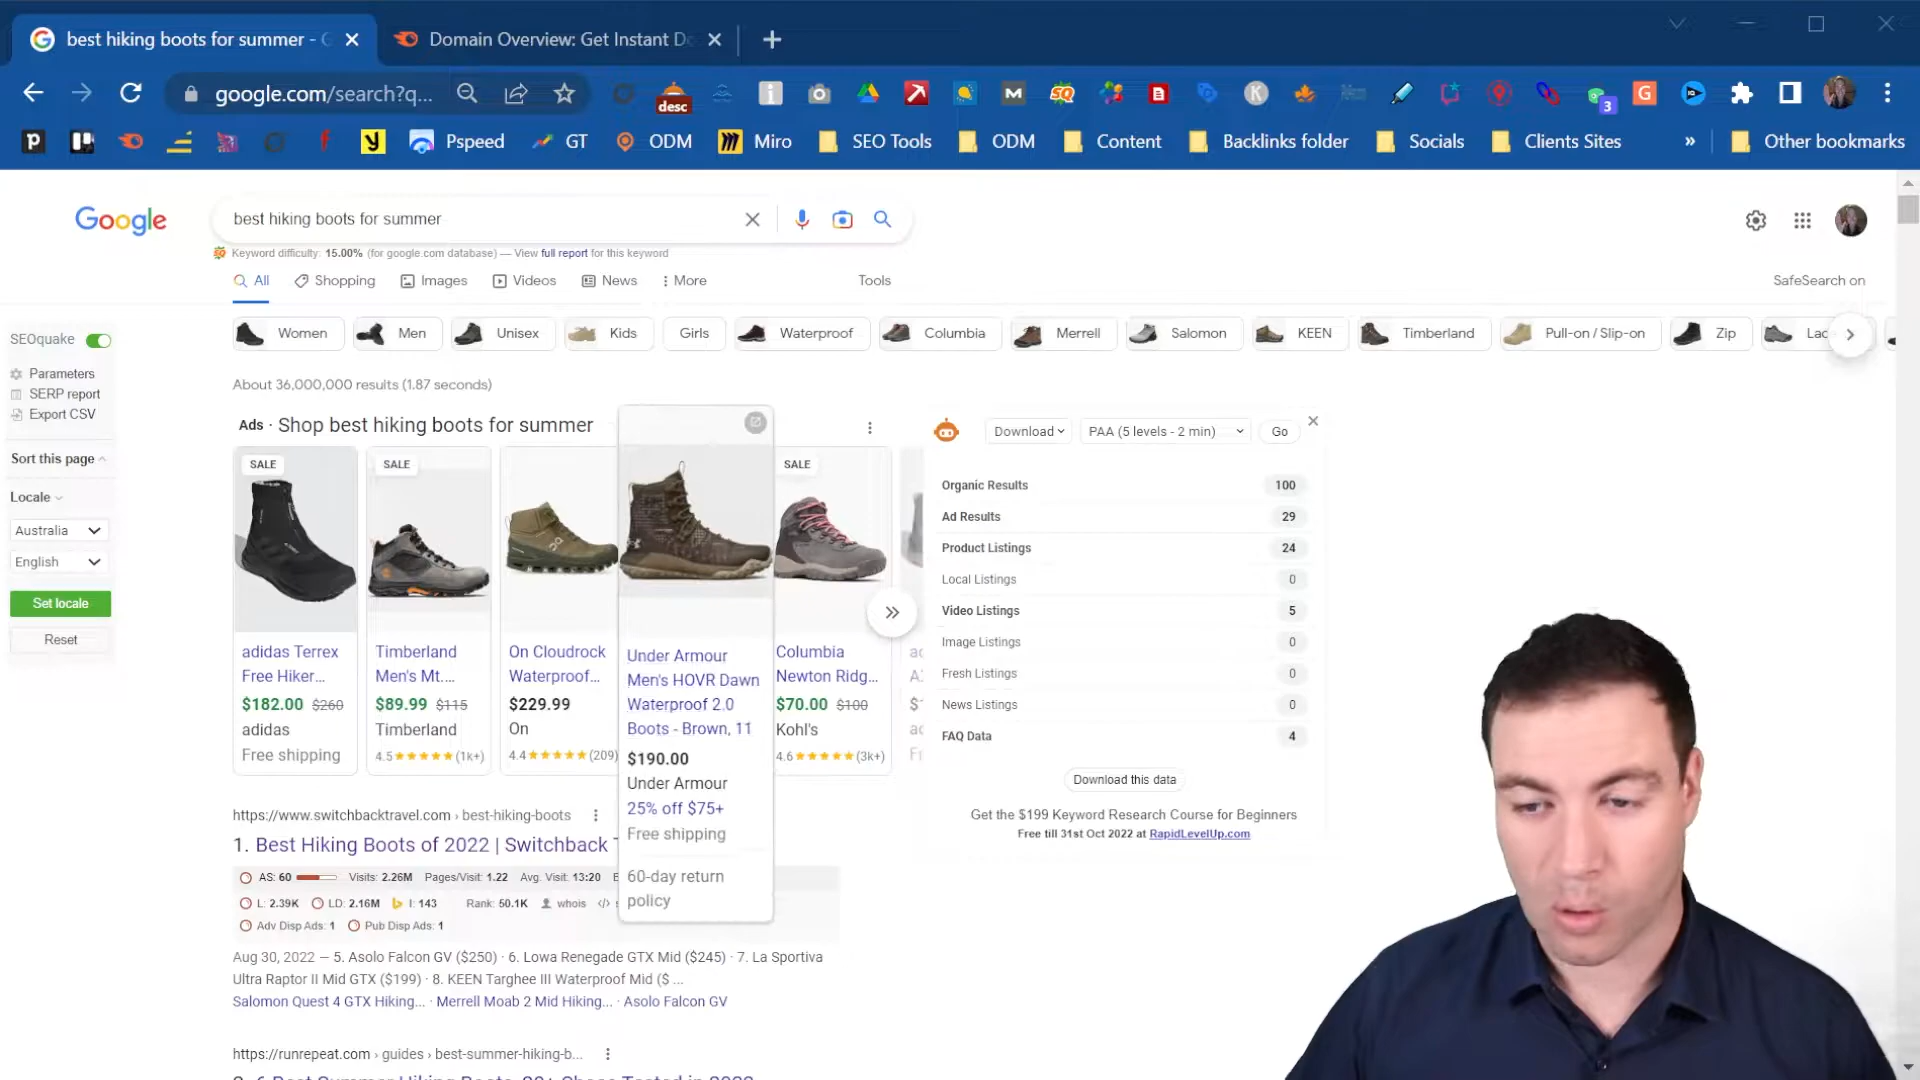 best hiking boots for summer - G
Domain Overview: Get Instant D
google.com/search?q...
desc
3
Pspeed
GT
ODM
Miro
SEO Tools
ODM
Content
Backlinks folder
Socials
Clients Sites
»
Other bookmarks
Google
best hiking boots for summer
Keyword difficulty: 15.00% (for google.com database) — View full report for this keyword
All
Shopping
Images
Videos
News
More
Tools
SafeSearch on
SEOquake
Women
Men
Unisex
Kids
Girls
Waterproof
Columbia
Merrell
Salomon
KEEN
Timberland
Pull-on / Slip-on
Zip
Lac
Parameters
SERP report
Export CSV
Sort this page
Locale
Australia
English
Set locale
Reset
About 36,000,000 results (1.87 seconds)
Ads · Shop best hiking boots for summer
SALE
adidas Terrex
Free Hiker...
$182.00 $260
adidas
Free shipping
SALE
Timberland
Men's Mt....
$89.99 $115
Timberland
4.5 ★★★★★ (1k+)
On Cloudrock
Waterproof...
$229.99
On
4.4 ★★★★★ (209)
Under Armour
Men's HOVR Dawn
Waterproof 2.0
Boots - Brown, 11
$190.00
Under Armour
25% off $75+
Free shipping
60-day return
policy
SALE
Columbia
Newton Ridg...
$70.00 $100
Kohl's
4.6 ★★★★★ (3k+)
Download
PAA (5 levels - 2 min)
Go
Organic Results 100
Ad Results 29
Product Listings 24
Local Listings 0
Video Listings 5
Image Listings 0
Fresh Listings 0
News Listings 0
FAQ Data 4
Download this data
Get the $199 Keyword Research Course for Beginners
Free till 31st Oct 2022 at RapidLevelUp.com
https://www.switchbacktravel.com › best-hiking-boots
1. Best Hiking Boots of 2022 | Switchback
AS: 60 Visits: 2.26M Pages/Visit: 1.22 Avg. Visit: 13:20
L: 2.39K LD: 2.16M I: 143 Rank: 50.1K whois
Adv Disp Ads: 1 Pub Disp Ads: 1
Aug 30, 2022 — 5. Asolo Falcon GV ($250) · 6. Lowa Renegade GTX Mid ($245) · 7. La Sportiva
Ultra Raptor II Mid GTX ($199) · 8. KEEN Targhee III Waterproof Mid ($ ...
Salomon Quest 4 GTX Hiking... · Merrell Moab 2 Mid Hiking... · Asolo Falcon GV
https://runrepeat.com › guides › best-summer-hiking-b...